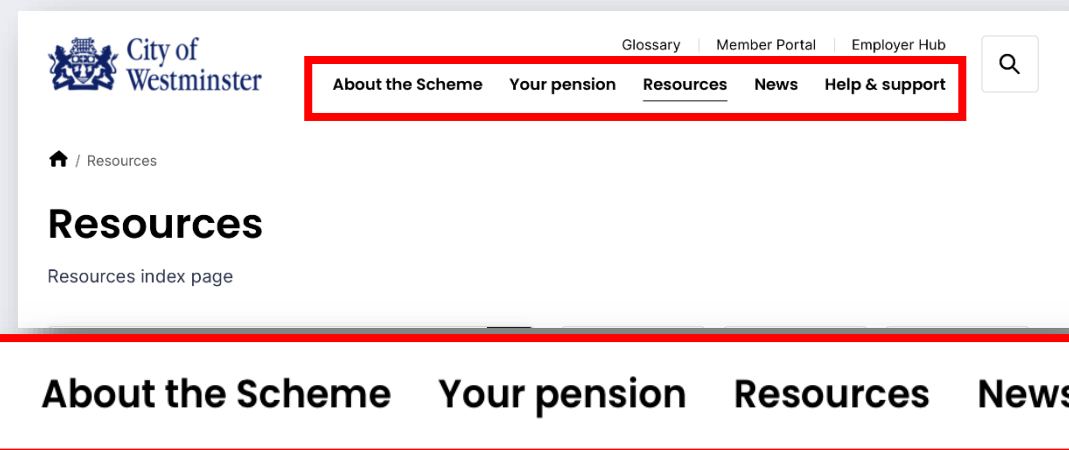 City of
Westminster
Glossary Member Portal Employer Hub
About the Scheme Your pension Resources News Help & support
/ Resources
Resources
Resources index page
About the Scheme Your pension Resources News